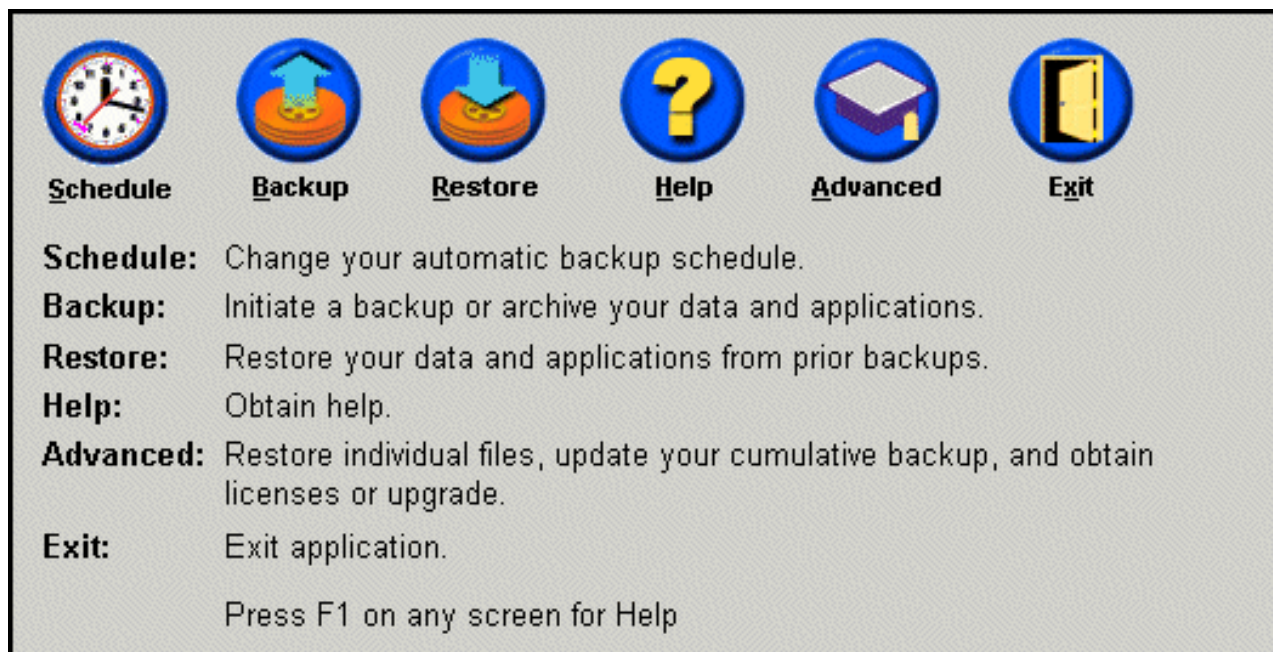 Schedule Backup Restore Help Advanced Exit
Schedule: Change your automatic backup schedule.
Backup: Initiate a backup or archive your data and applications.
Restore: Restore your data and applications from prior backups.
Help: Obtain help.
Advanced: Restore individual files, update your cumulative backup, and obtain
licenses or upgrade.
Exit: Exit application.
Press F1 on any screen for Help